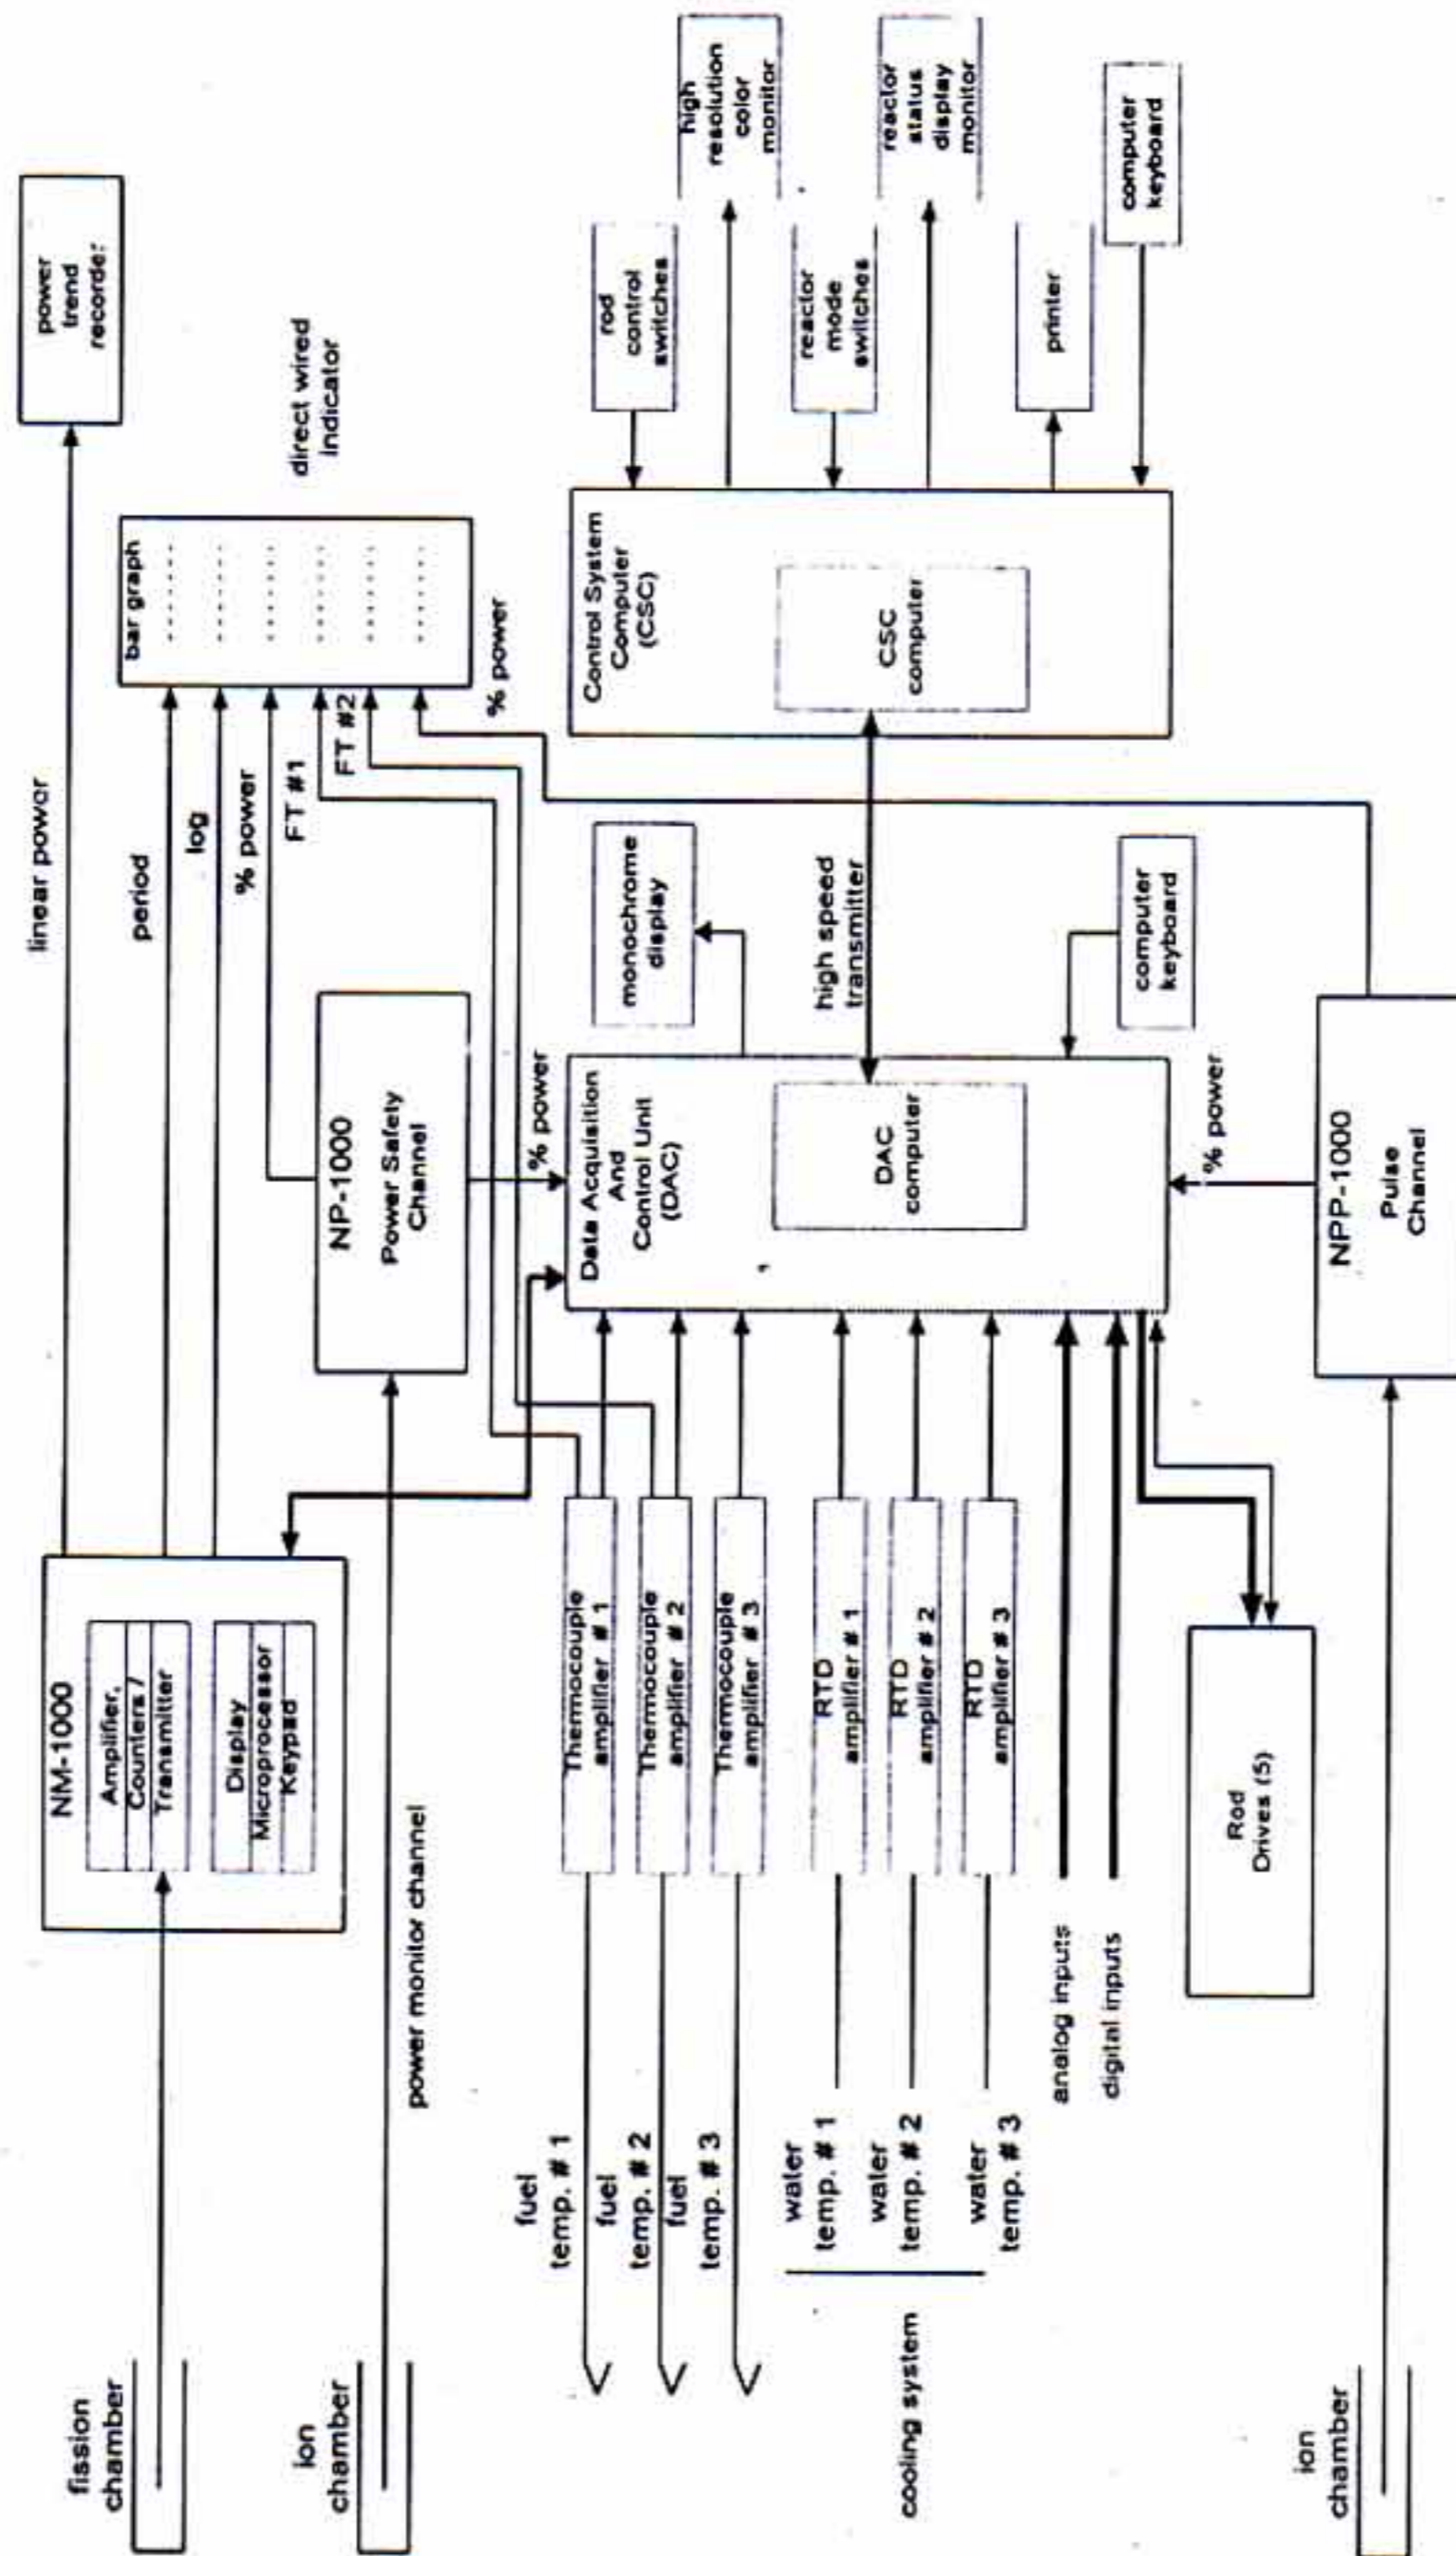 fission
chamber
NM-1000
Amplifier,
Counters /
Transmitter
Display
Microprocessor
Keypad
linear power
power
trend
recorder
period
log
% power
FT #1
FT #2
bar graph
direct wired
indicator
% power
ion
chamber
power monitor channel
NP-1000
Power Safety
Channel
% power
fuel
temp. # 1
fuel
temp. # 2
fuel
temp. # 3
Thermocouple
amplifier # 1
Thermocouple
amplifier # 2
Thermocouple
amplifier # 3
cooling system
water
temp. # 1
water
temp. # 2
water
temp. # 3
RTD
amplifier # 1
RTD
amplifier # 2
RTD
amplifier # 3
analog inputs
digital inputs
Rod
Drives (5)
Data Acquisition
And
Control Unit
(DAC)
DAC
computer
monochrome
display
high speed
transmitter
computer
keyboard
Control System
Computer
(CSC)
CSC
computer
rod
control
switches
high
resolution
color
monitor
reactor
mode
switches
reactor
status
display
monitor
printer
computer
keyboard
ion
chamber
NPP-1000
Pulse
Channel
% power